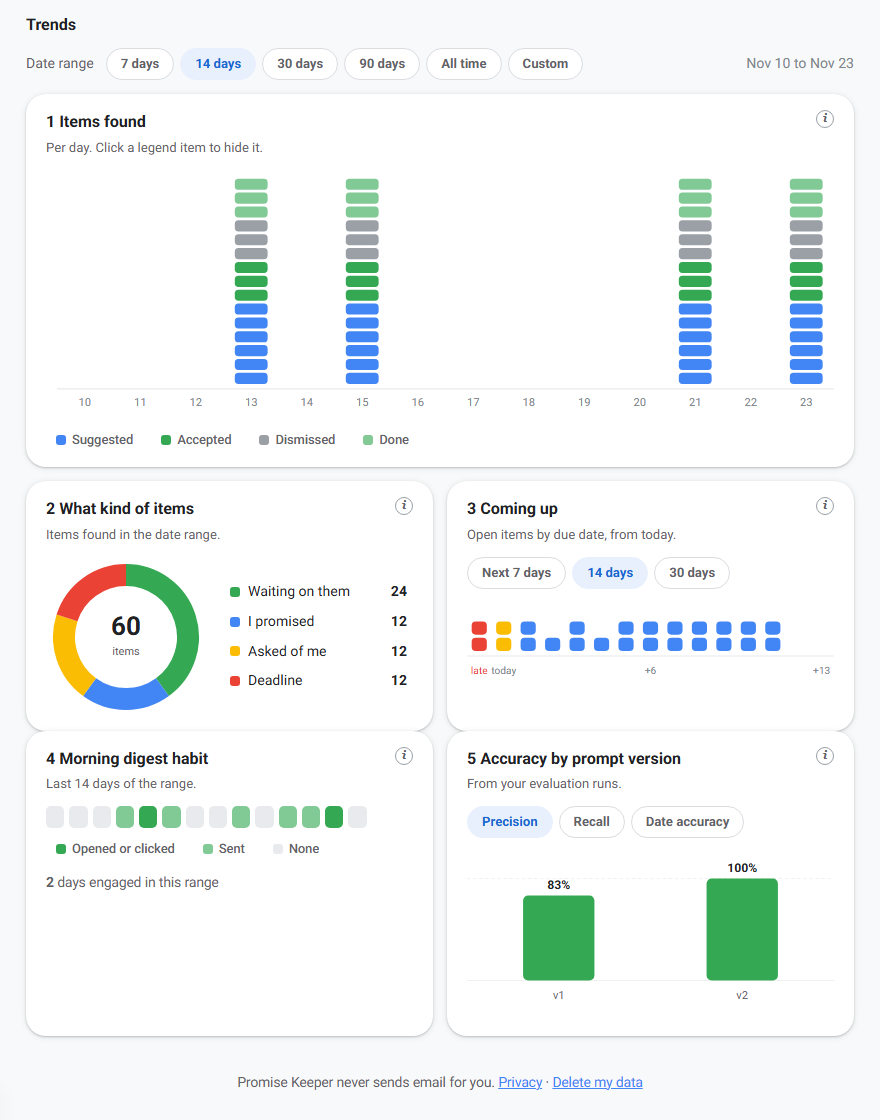 Trends
Date range 7 days 14 days 30 days 90 days All time Custom Nov 10 to Nov 23
1 Items found i
Per day. Click a legend item to hide it.
10 11 12 13 14 15 16 17 18 19 20 21 22 23
Suggested Accepted Dismissed Done
2 What kind of items i
Items found in the date range.
60
items
Waiting on them 24
I promised 12
Asked of me 12
Deadline 12
3 Coming up i
Open items by due date, from today.
Next 7 days 14 days 30 days
late today +6 +13
4 Morning digest habit i
Last 14 days of the range.
Opened or clicked Sent None
2 days engaged in this range
5 Accuracy by prompt version i
From your evaluation runs.
Precision Recall Date accuracy
83% 100%
v1 v2
Promise Keeper never sends email for you. Privacy · Delete my data